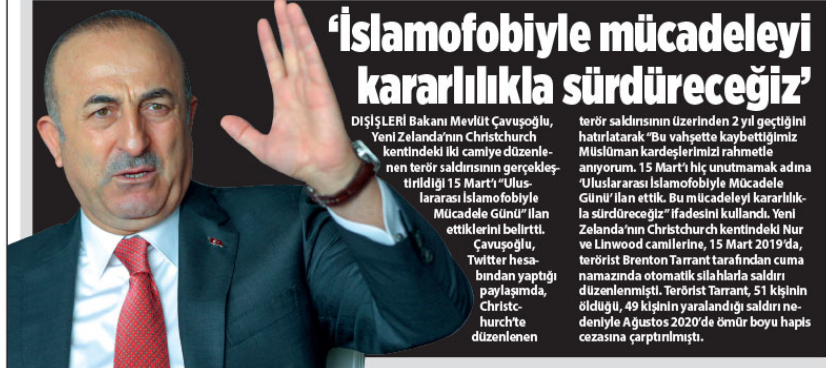 ‘İslamofobiyle mücadeleyi
kararlılıkla sürdüreceğiz’
DIŞİŞLERİ Bakanı Mevlüt Çavuşoğlu,
Yeni Zelanda’nın Christchurch
kentindeki iki camiye düzenle-
nen terör saldırısının gerçekleş-
tirildiği 15 Mart’ı “Ulus-
lararası İslamofobiyle
Mücadele Günü” ilan
ettiklerini belirtti.
Çavuşoğlu,
Twitter hesa-
bından yaptığı
paylaşımda,
Christc-
hurch’te
düzenlenen
terör saldırısının üzerinden 2 yıl geçtiğini
hatırlatarak “Bu vahşette kaybettiğimiz
Müslüman kardeşlerimizi rahmetle
anıyorum. 15 Mart’ı hiç unutmamak adına
‘Uluslararası İslamofobiyle Mücadele
Günü’ ilan ettik. Bu mücadeleyi kararlılık-
la sürdüreceğiz” ifadesini kullandı. Yeni
Zelanda’nın Christchurch kentindeki Nur
ve Linwood camilerine, 15 Mart 2019’da,
terörist Brenton Tarrant tarafından cuma
namazında otomatik silahlarla saldırı
düzenlenmişti. Terörist Tarrant, 51 kişinin
öldüğü, 49 kişinin yaralandığı saldırı ne-
deniyle Ağustos 2020’de ömür boyu hapis
cezasına çarptırılmıştı.